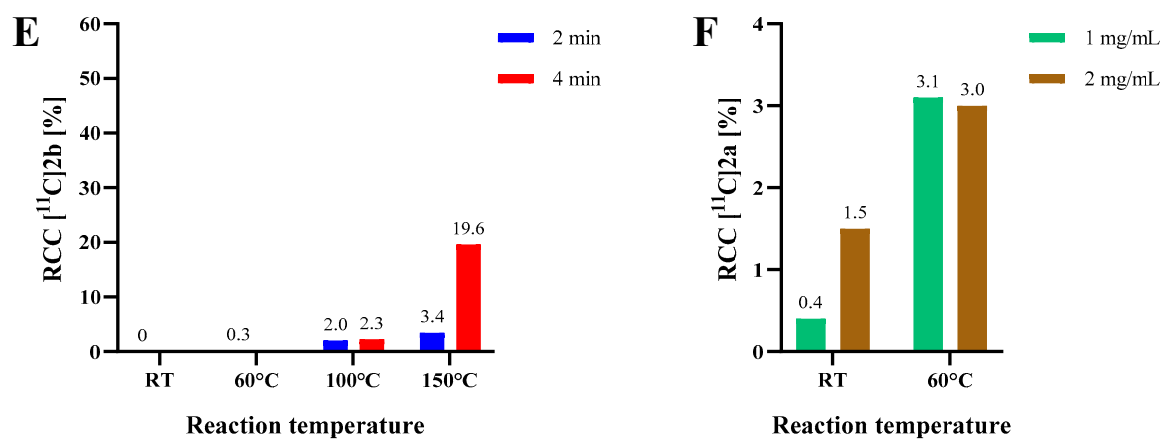 E
RCC [¹¹C]2b [%]
60
50
40
30
20
10
0
2 min
4 min
0
0.3
2.0
2.3
3.4
19.6
RT
60°C
100°C
150°C
Reaction temperature
F
RCC [¹¹C]2a [%]
4
3
2
1
0
1 mg/mL
2 mg/mL
0.4
1.5
3.1
3.0
RT
60°C
Reaction temperature